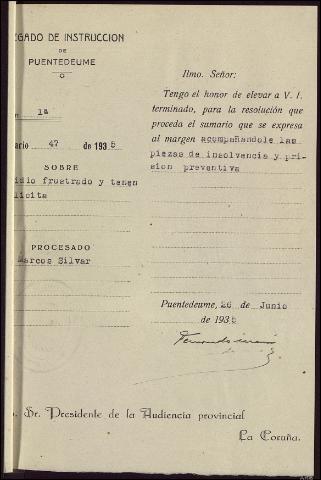 GADO DE INSTRUCCION
DE
PUENTEDEUME
n 1ª
ario 47 de 1935
SOBRE
idio frustrado y tenen
licita
PROCESADO
Marcos Silvar
Ilmo. Señor:
Tengo el honor de elevar a V. I.
terminado, para la resolución que
proceda el sumario que se expresa
al margen acompañandole las
piezas de insolvencia y pri-
sion preventiva
Puentedeume, 26 de Junio
de 1935
. Sr. Presidente de la Audiencia provincial
La Coruña.